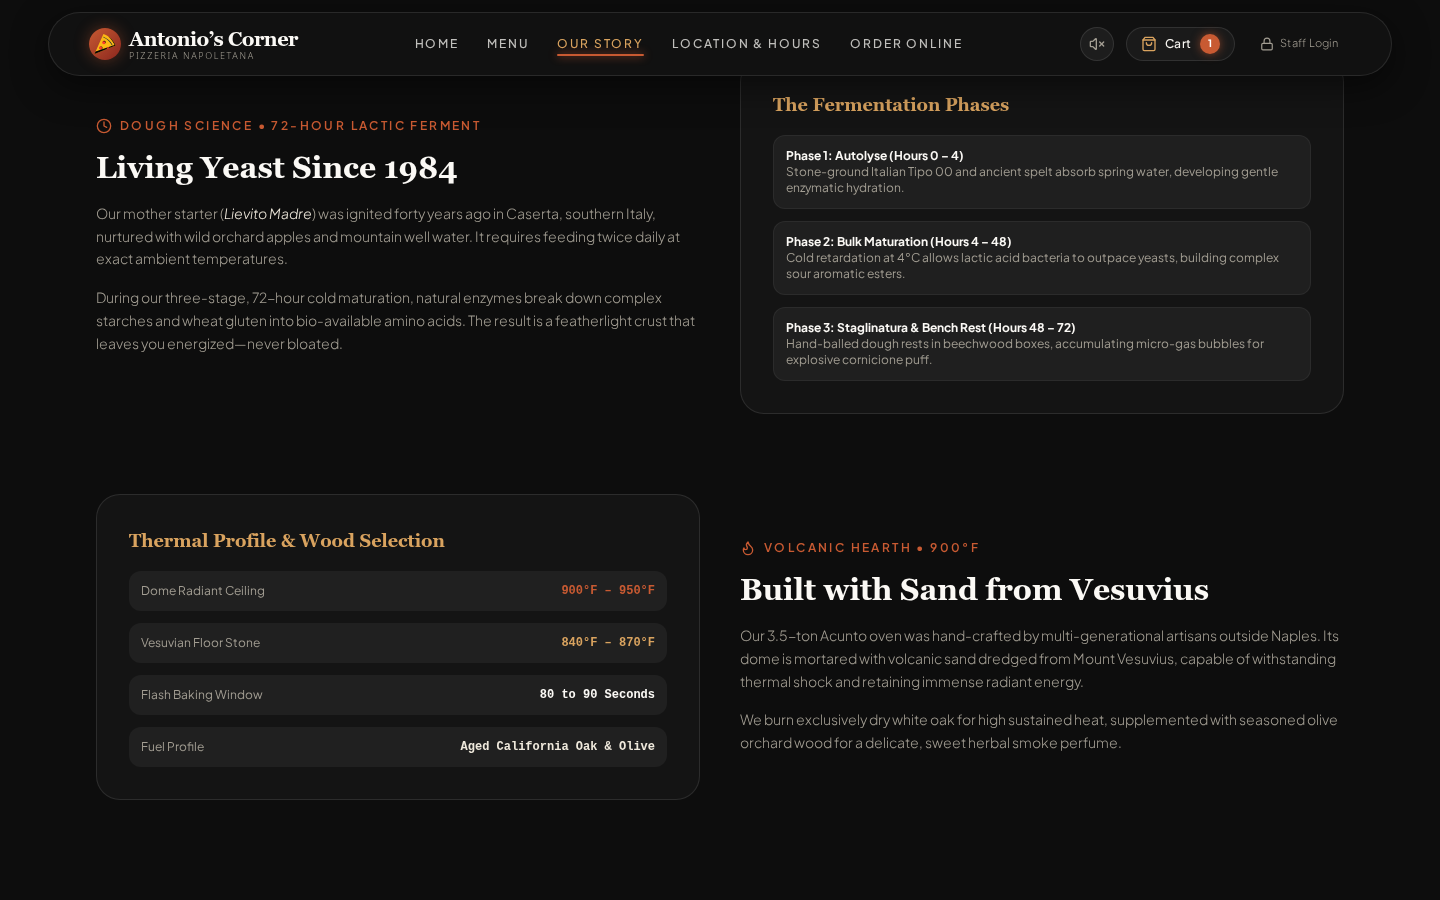 Antonio's Corner
PIZZERIA NAPOLETANA
HOME
MENU
OUR STORY
LOCATION & HOURS
ORDER ONLINE
Cart 1
Staff Login
DOUGH SCIENCE • 72-HOUR LACTIC FERMENT
Living Yeast Since 1984
Our mother starter (Lievito Madre) was ignited forty years ago in Caserta, southern Italy,
nurtured with wild orchard apples and mountain well water. It requires feeding twice daily at
exact ambient temperatures.
During our three-stage, 72-hour cold maturation, natural enzymes break down complex
starches and wheat gluten into bio-available amino acids. The result is a featherlight crust that
leaves you energized—never bloated.
The Fermentation Phases
Phase 1: Autolyse (Hours 0 – 4)
Stone-ground Italian Tipo 00 and ancient spelt absorb spring water, developing gentle
enzymatic hydration.
Phase 2: Bulk Maturation (Hours 4 – 48)
Cold retardation at 4°C allows lactic acid bacteria to outpace yeasts, building complex
sour aromatic esters.
Phase 3: Staglinatura & Bench Rest (Hours 48 – 72)
Hand-balled dough rests in beechwood boxes, accumulating micro-gas bubbles for
explosive cornicione puff.
Thermal Profile & Wood Selection
Dome Radiant Ceiling 900°F – 950°F
Vesuvian Floor Stone 840°F – 870°F
Flash Baking Window 80 to 90 Seconds
Fuel Profile Aged California Oak & Olive
VOLCANIC HEARTH • 900°F
Built with Sand from Vesuvius
Our 3.5-ton Acunto oven was hand-crafted by multi-generational artisans outside Naples. Its
dome is mortared with volcanic sand dredged from Mount Vesuvius, capable of withstanding
thermal shock and retaining immense radiant energy.
We burn exclusively dry white oak for high sustained heat, supplemented with seasoned olive
orchard wood for a delicate, sweet herbal smoke perfume.